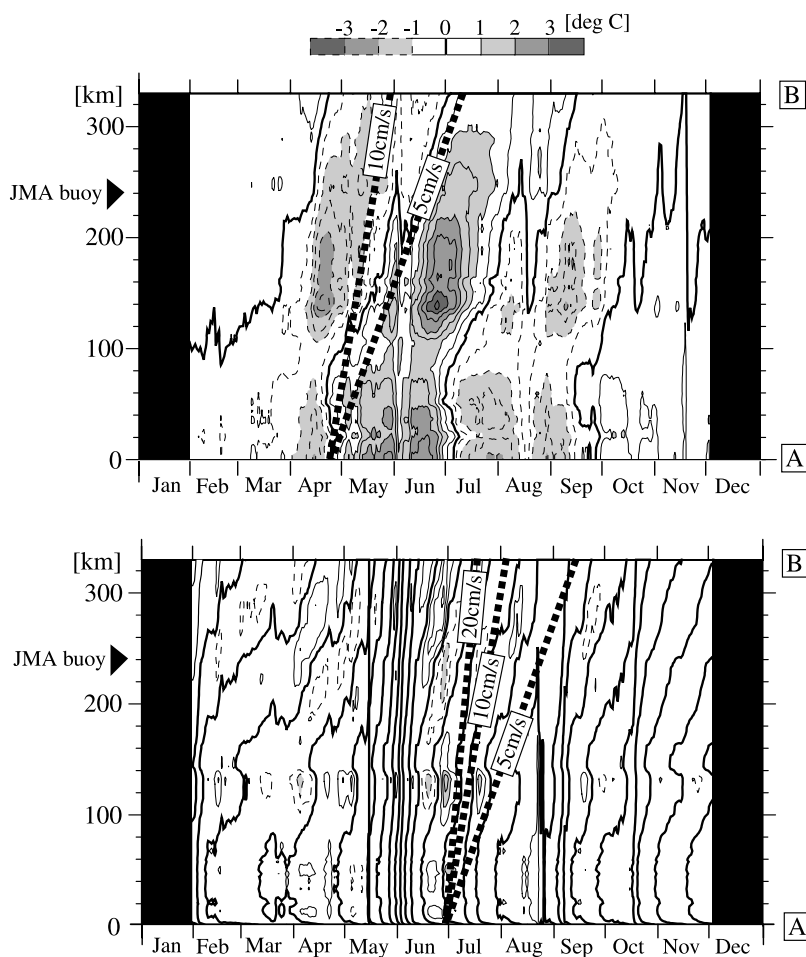 -3 -2 -1 0 1 2 3 [deg C]
[km]
B
300
10cm/s
5cm/s
JMA buoy
200
100
0
A
Jan Feb Mar Apr May Jun Jul Aug Sep Oct Nov Dec
[km]
B
300
20cm/s
JMA buoy
10cm/s
200
5cm/s
100
0
A
Jan Feb Mar Apr May Jun Jul Aug Sep Oct Nov Dec